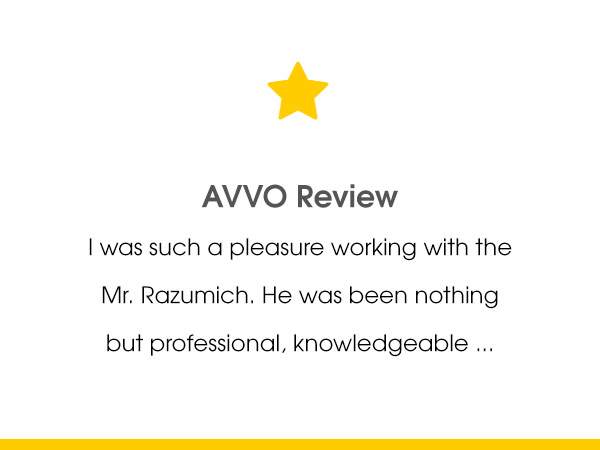 AVVO Review
I was such a pleasure working with the
Mr. Razumich. He was been nothing
but professional, knowledgeable ...